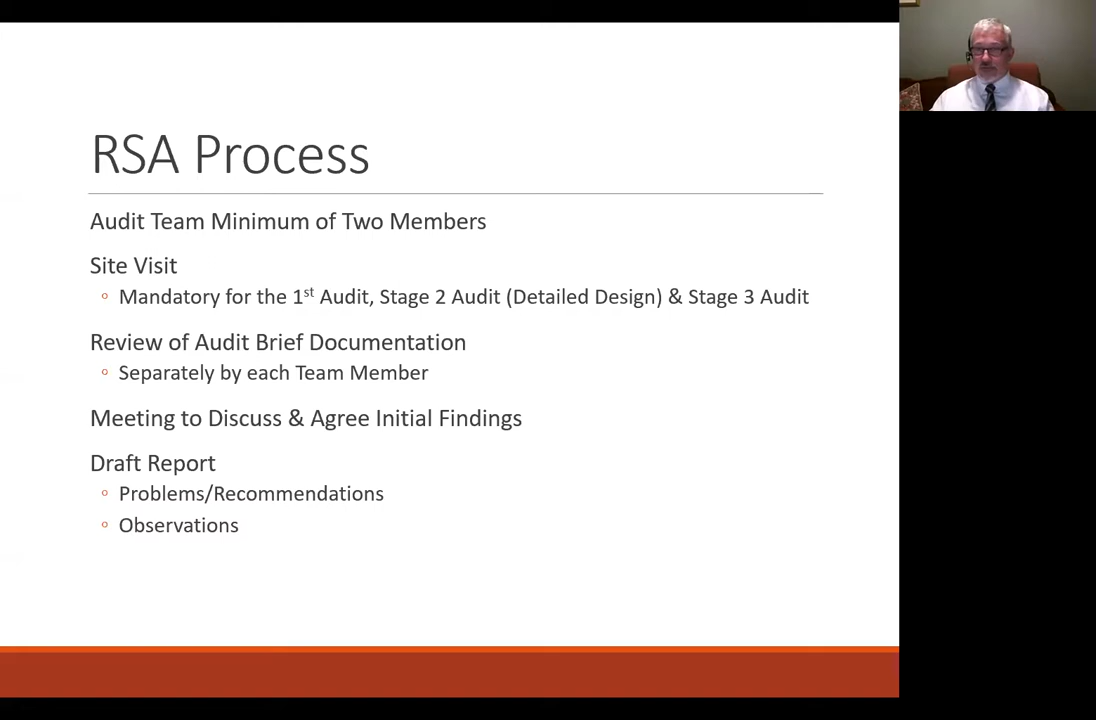 RSA Process
Audit Team Minimum of Two Members
Site Visit
◦ Mandatory for the 1st Audit, Stage 2 Audit (Detailed Design) & Stage 3 Audit
Review of Audit Brief Documentation
◦ Separately by each Team Member
Meeting to Discuss & Agree Initial Findings
Draft Report
◦ Problems/Recommendations
◦ Observations